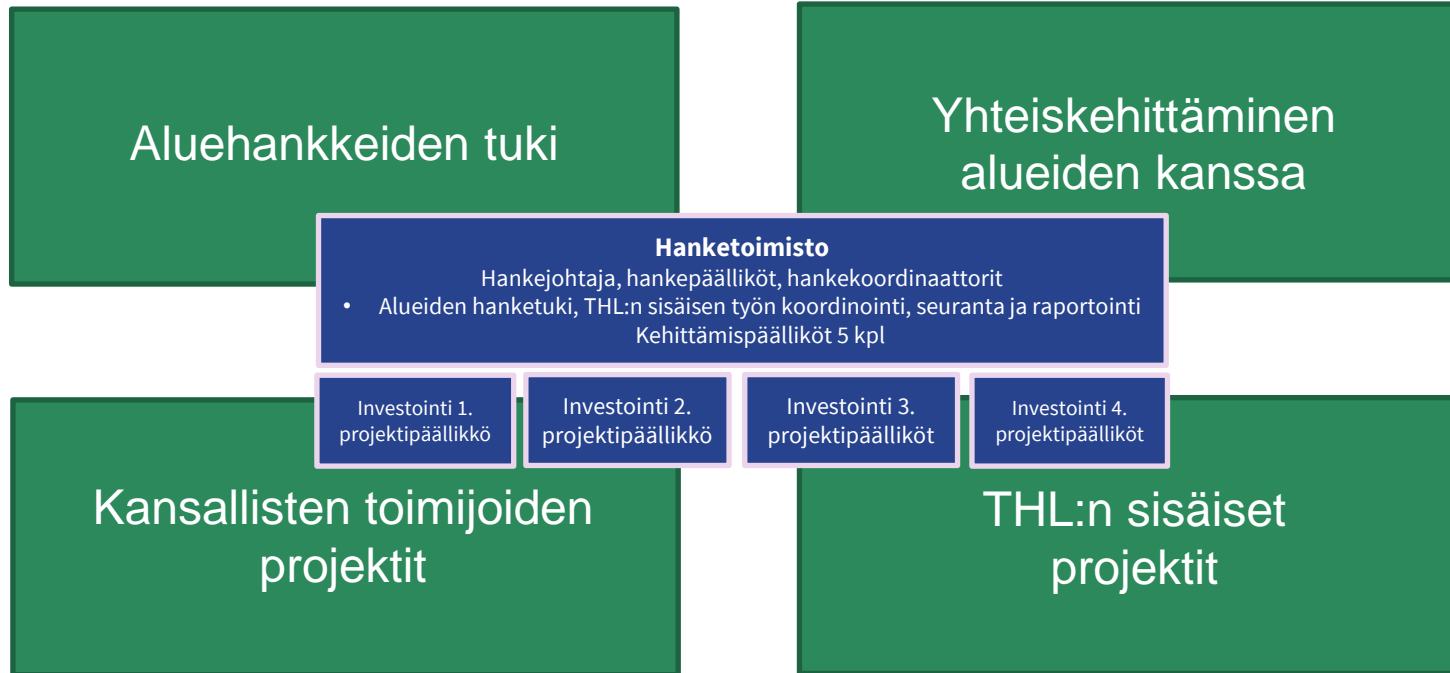 Aluehankkeiden tuki
Yhteiskehittäminen
alueiden kanssa
Hanketoimisto
Hankejohtaja, hankepäälliköt, hankekoordinaattorit
• Alueiden hanketuki, THL:n sisäisen työn koordinointi, seuranta ja raportointi
Kehittämispäälliköt 5 kpl
Investointi 1.
projektipäällikkö
Investointi 2.
projektipäällikkö
Investointi 3.
projektipäälliköt
Investointi 4.
projektipäälliköt
Kansallisten toimijoiden
projektit
THL:n sisäiset
projektit